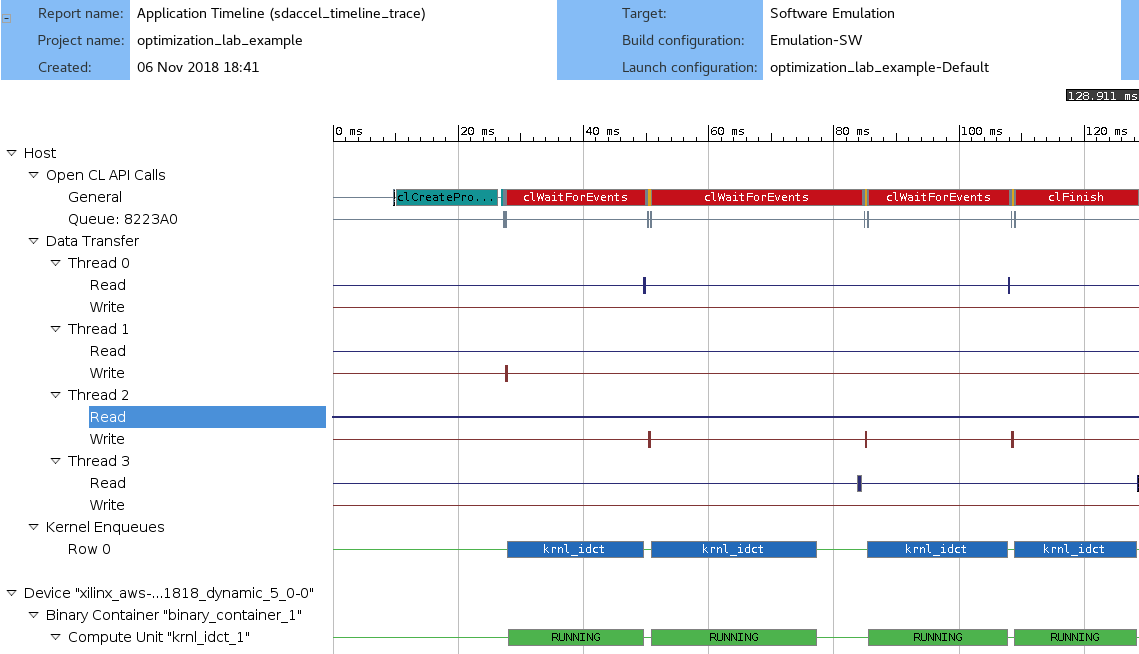 Report name: Application Timeline (sdaccel_timeline_trace) Target: Software Emulation
Project name: optimization_lab_example Build configuration: Emulation-SW
Created: 06 Nov 2018 18:41 Launch configuration: optimization_lab_example-Default
128.911 ms
0 ms 20 ms 40 ms 60 ms 80 ms 100 ms 120 ms
Host
Open CL API Calls
General clCreatePro... clWaitForEvents clWaitForEvents clWaitForEvents clFinish
Queue: 8223A0
Data Transfer
Thread 0
Read
Write
Thread 1
Read
Write
Thread 2
Read
Write
Thread 3
Read
Write
Kernel Enqueues
Row 0 krnl_idct krnl_idct krnl_idct krnl_idct
Device "xilinx_aws-...1818_dynamic_5_0-0"
Binary Container "binary_container_1"
Compute Unit "krnl_idct_1" RUNNING RUNNING RUNNING RUNNING